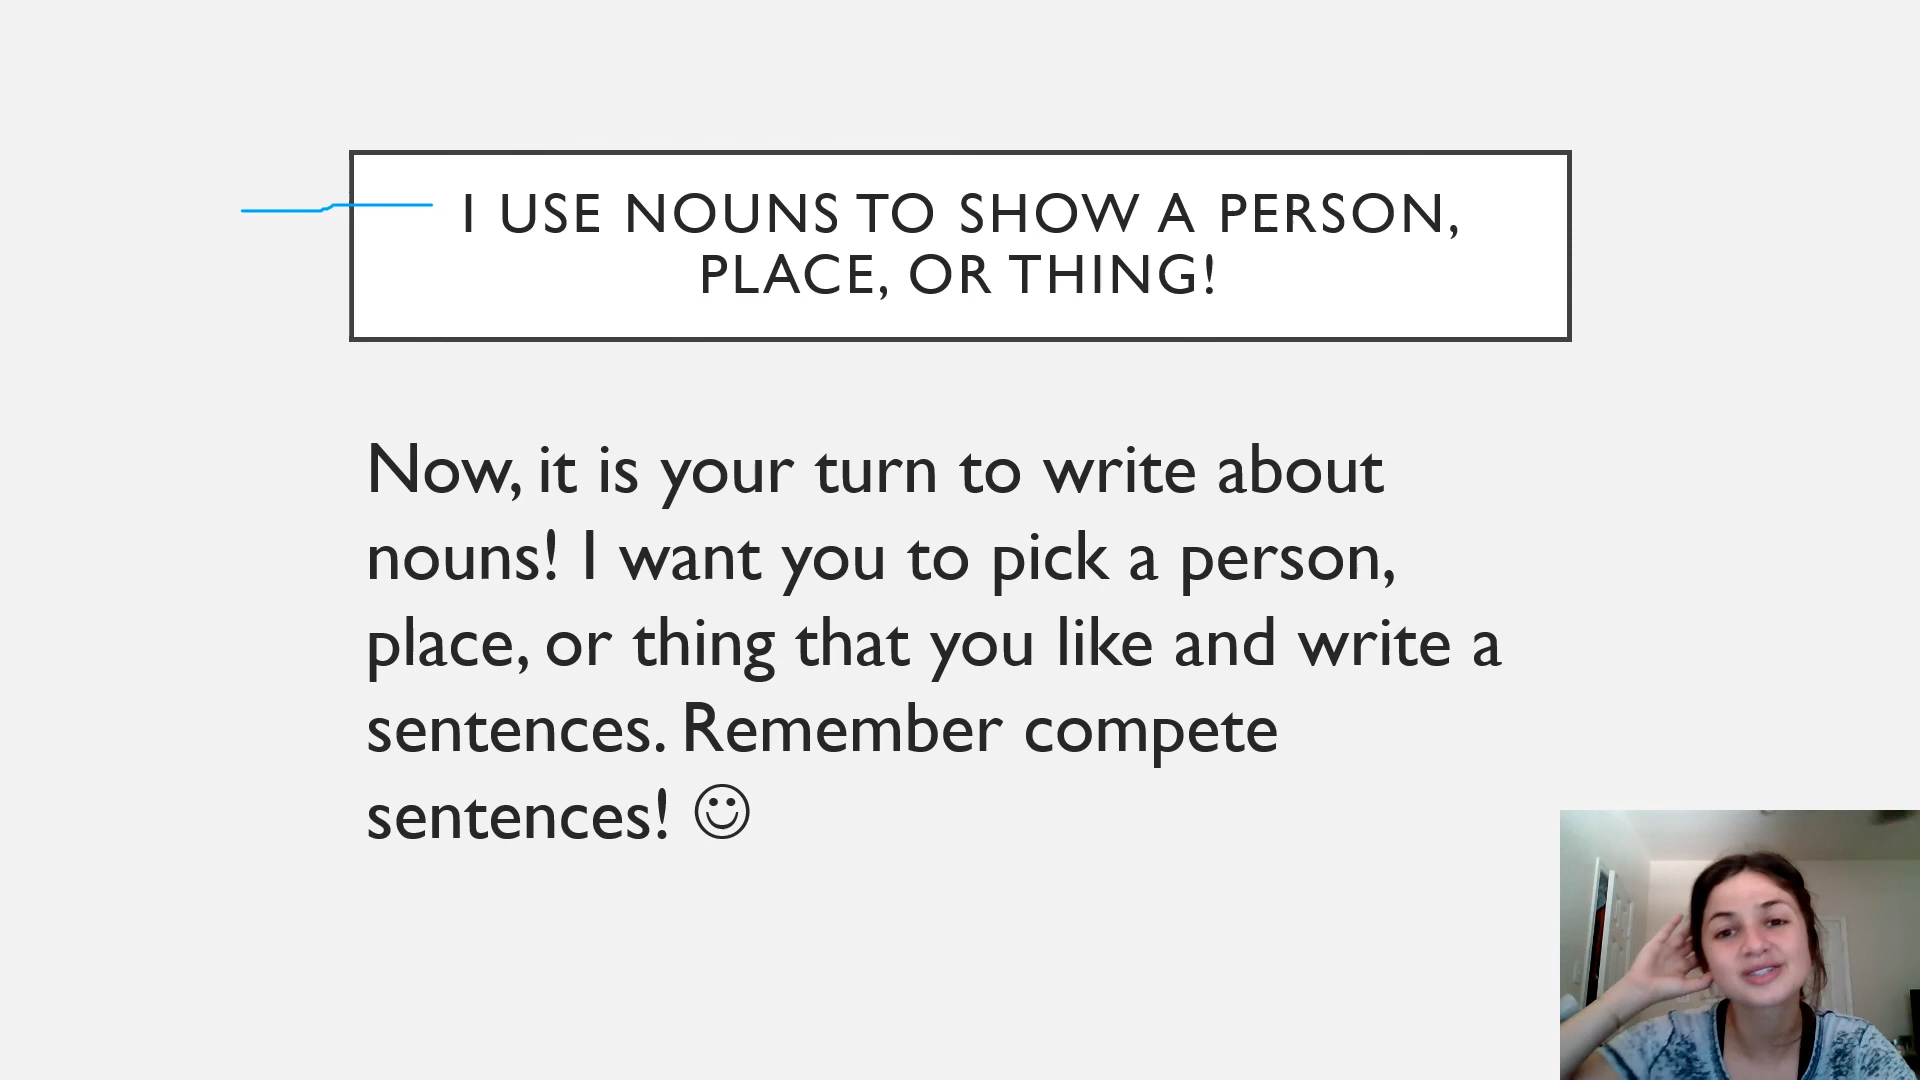 I USE NOUNS TO SHOW A PERSON,
PLACE, OR THING!
Now, it is your turn to write about
nouns! I want you to pick a person,
place, or thing that you like and write a
sentences. Remember compete
sentences! ☺